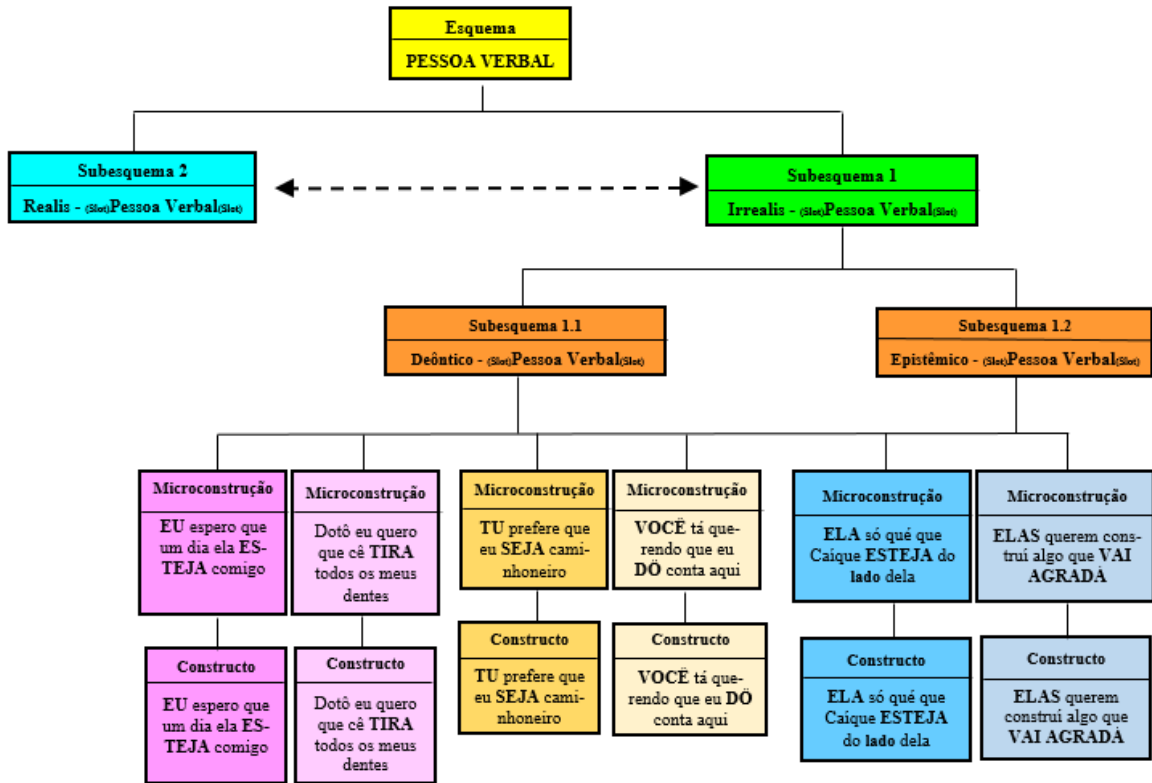 Esquema
PESSOA VERBAL
Subesquema 2
Realis - (Slot)Pessoa Verbal(Slot)
Subesquema 1
Irrealis - (Slot)Pessoa Verbal(Slot)
Subesquema 1.1
Deôntico - (Slot)Pessoa Verbal(Slot)
Subesquema 1.2
Epistêmico - (Slot)Pessoa Verbal(Slot)
Microconstrução
EU espero que
um dia ela ES-
TEJA comigo
Microconstrução
Dotô eu quero
que cê TIRA
todos os meus
dentes
Microconstrução
TU prefere que
eu SEJA cami-
nhoneiro
Microconstrução
VOCÊ tá que-
rendo que eu
DÔ conta aqui
Microconstrução
ELA só qué que
Caíque ESTEJA do
lado dela
Microconstrução
ELAS querem cons-
truí algo que VAI
AGRADÁ
Constructo
EU espero que
um dia ela ES-
TEJA comigo
Constructo
Dotô eu quero
que cê TIRA
todos os meus
dentes
Constructo
TU prefere que
eu SEJA cami-
nhoneiro
Constructo
VOCÊ tá que-
rendo que eu DÔ
conta aqui
Constructo
ELA só qué que
Caíque ESTEJA
do lado dela
Constructo
ELAS querem
construí algo que
VAI AGRADÁ